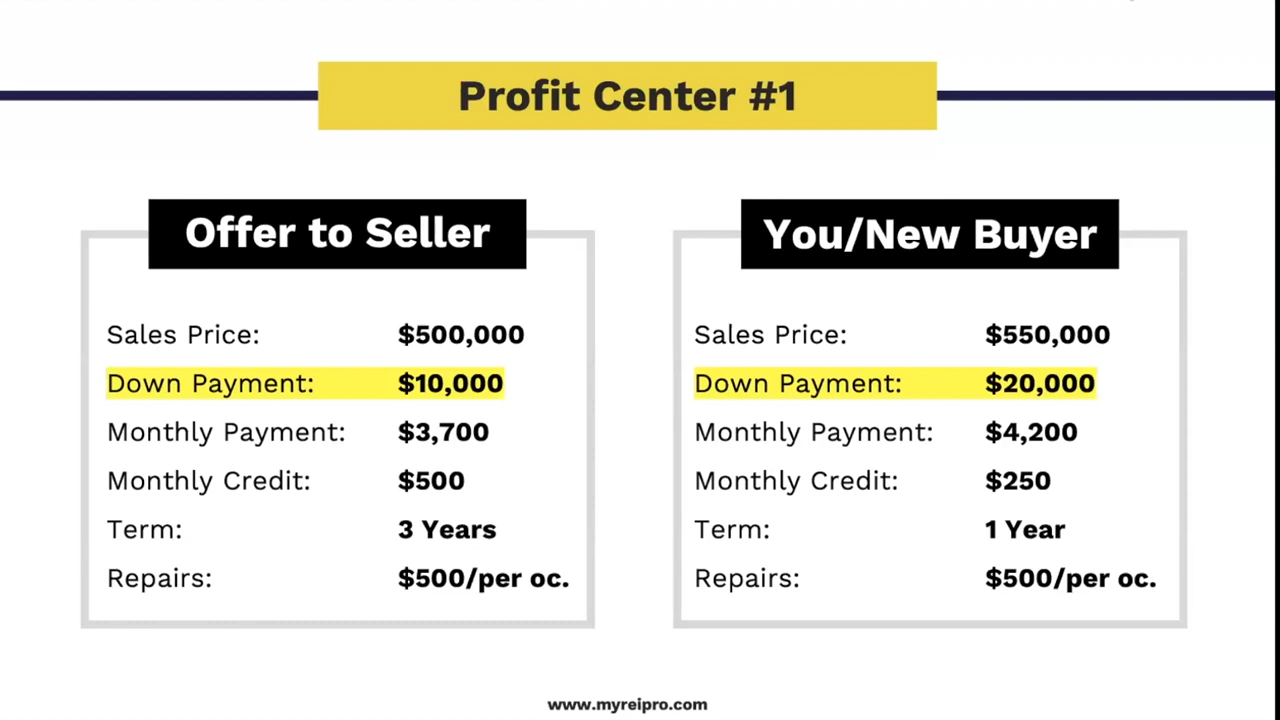 Profit Center #1
Offer to Seller
Sales Price: $500,000
Down Payment: $10,000
Monthly Payment: $3,700
Monthly Credit: $500
Term: 3 Years
Repairs: $500/per oc.
You/New Buyer
Sales Price: $550,000
Down Payment: $20,000
Monthly Payment: $4,200
Monthly Credit: $250
Term: 1 Year
Repairs: $500/per oc.
www.myreipro.com